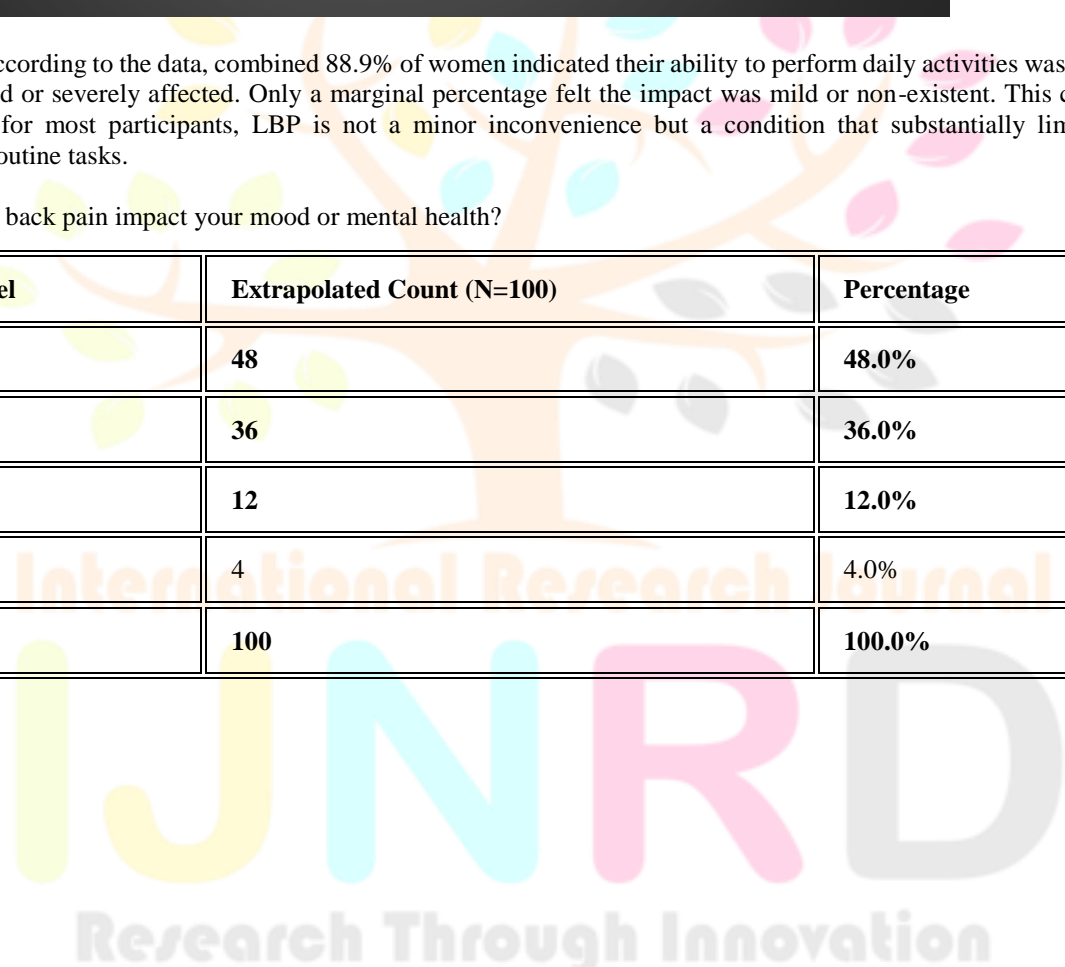 according to the data, combined 88.9% of women indicated their ability to perform daily activities was
or severely affected. Only a marginal percentage felt the impact was mild or non-existent. This
for most participants, LBP is not a minor inconvenience but a condition that substantially
routine tasks.
back pain impact your mood or mental health?
Extrapolated Count (N=100) Percentage
48 48.0%
36 36.0%
12 12.0%
4 4.0%
International Research Journal
100 100.0%
IJNRD
Research Through Innovation